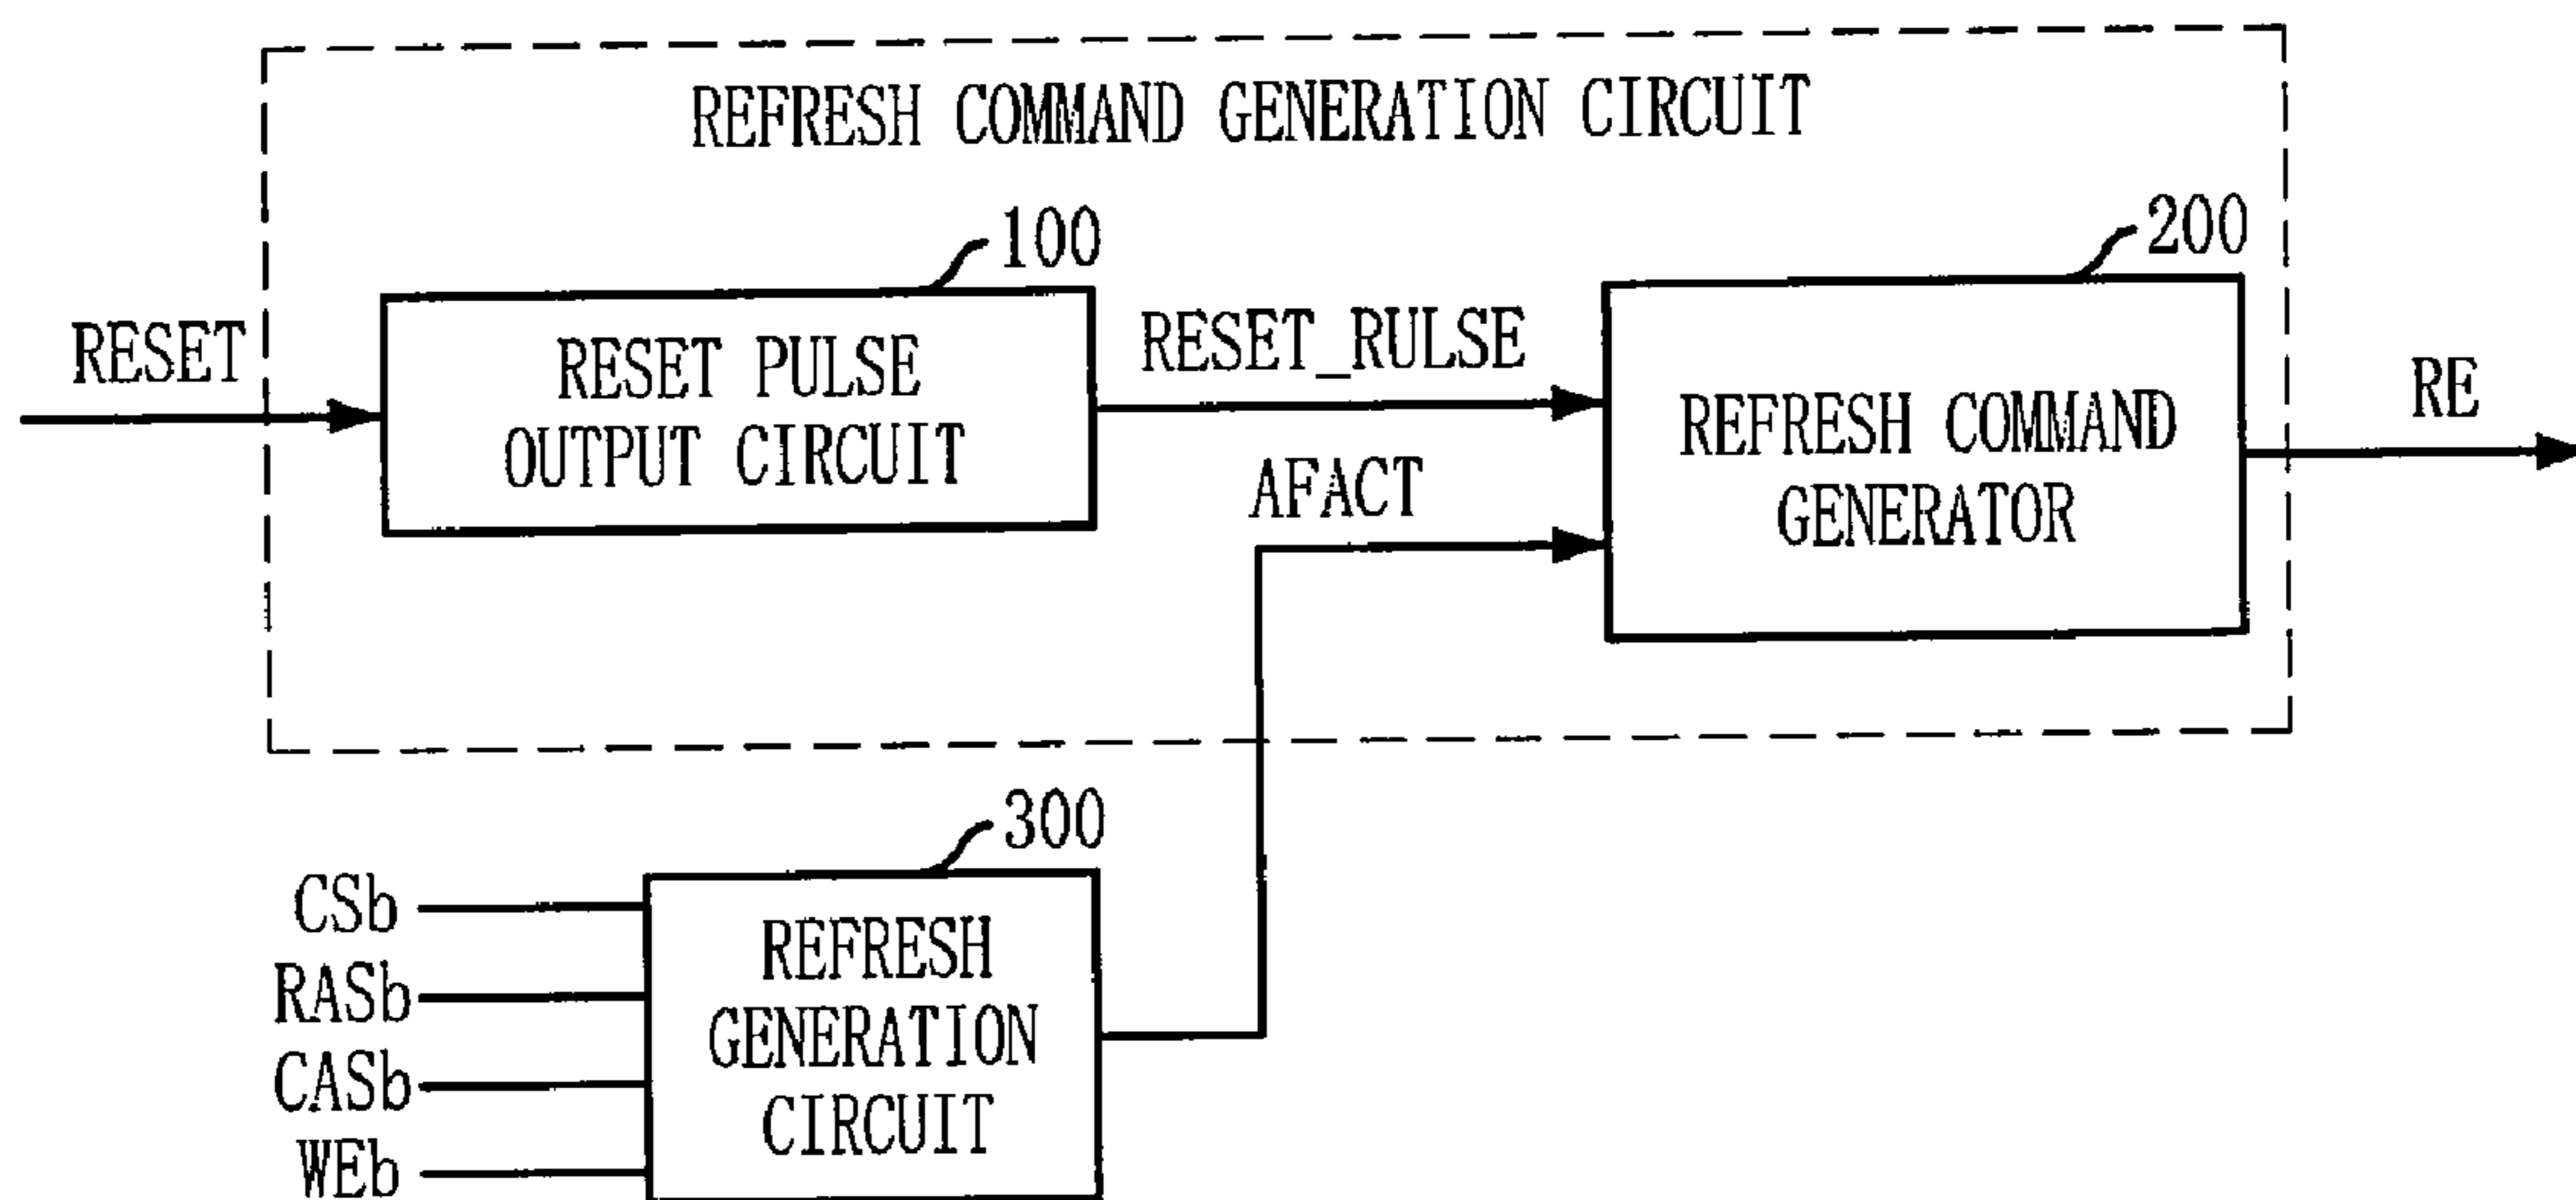 REFRESH COMMAND GENERATION CIRCUIT
100
200
RESET
RESET PULSE
OUTPUT CIRCUIT
RESET_RULSE
AFACT
REFRESH COMMAND
GENERATOR
RE
300
CSb
RASb
CASb
WEb
REFRESH
GENERATION
CIRCUIT